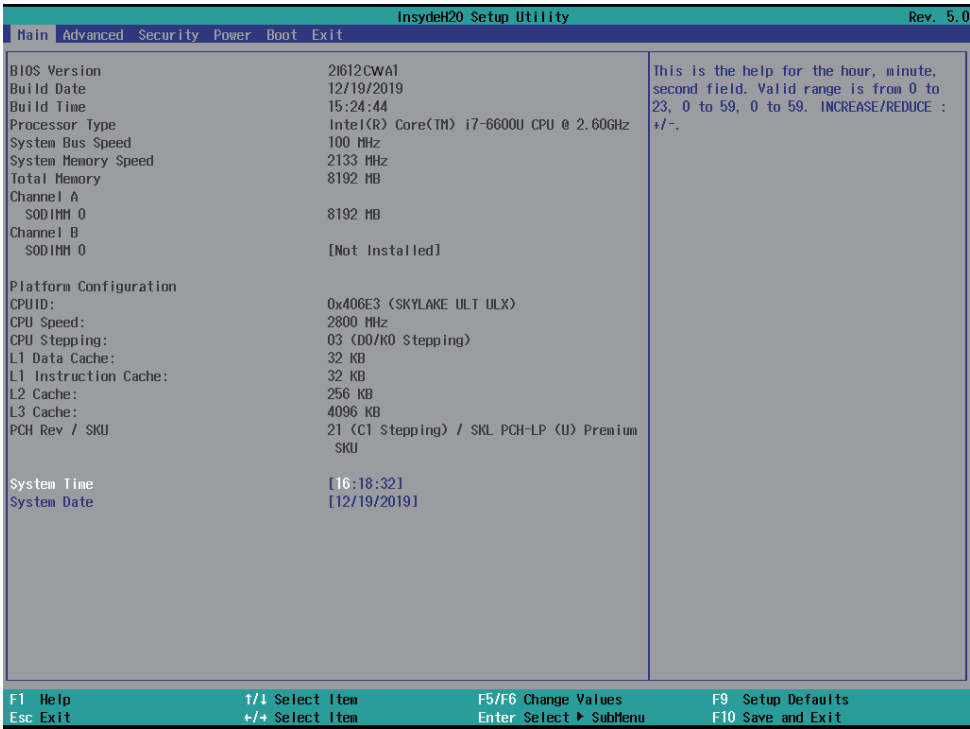 InsydeH20 Setup Utility Rev. 5.0
Main Advanced Security Power Boot Exit
BIOS Version 2I612CWA1
Build Date 12/19/2019
Build Time 15:24:44
Processor Type Intel(R) Core(TM) i7-6600U CPU @ 2.60GHz
System Bus Speed 100 MHz
System Memory Speed 2133 MHz
Total Memory 8192 MB
Channel A
SODIMM 0 8192 MB
Channel B
SODIMM 0 [Not Installed]
Platform Configuration
CPUID: 0x406E3 (SKYLAKE ULT ULX)
CPU Speed: 2800 MHz
CPU Stepping: 03 (D0/K0 Stepping)
L1 Data Cache: 32 KB
L1 Instruction Cache: 32 KB
L2 Cache: 256 KB
L3 Cache: 4096 KB
PCH Rev / SKU 21 (C1 Stepping) / SKL PCH-LP (U) Premium
SKU
System Time [16:18:32]
System Date [12/19/2019]
This is the help for the hour, minute,
second field. Valid range is from 0 to
23, 0 to 59, 0 to 59. INCREASE/REDUCE :
+/-.
F1 Help ↑/↓ Select Item F5/F6 Change Values F9 Setup Defaults
Esc Exit ←/→ Select Item Enter Select ▶ SubMenu F10 Save and Exit